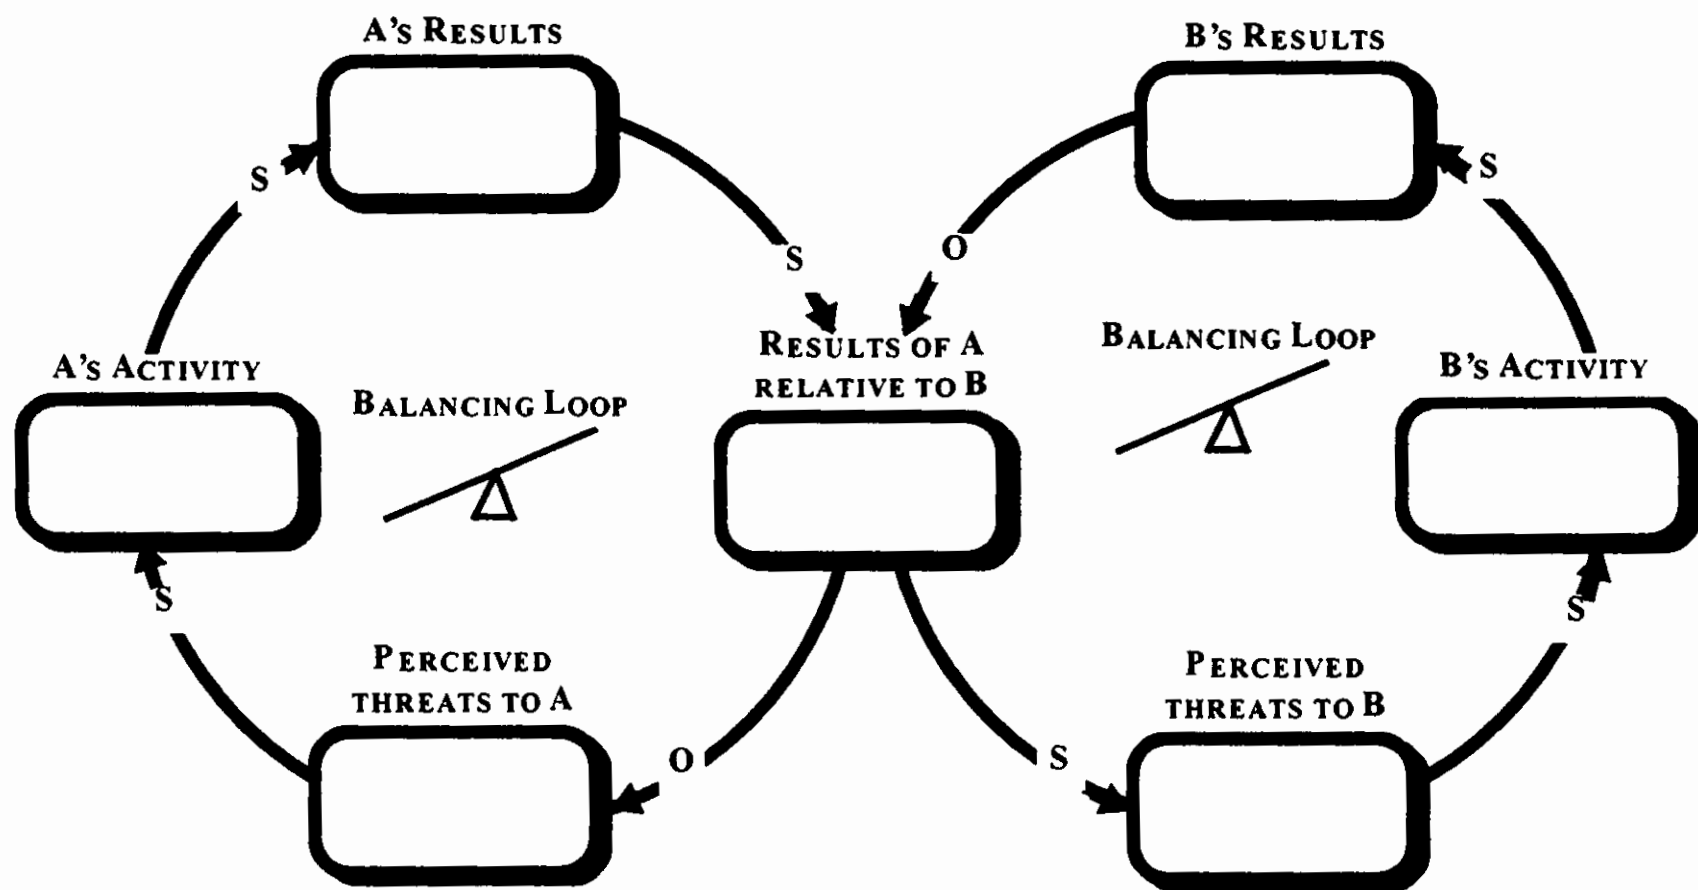 A's Results
B's Results
S
S
S
O
Results of A
relative to B
Balancing Loop
A's Activity
B's Activity
Balancing Loop
S
S
Perceived
threats to A
Perceived
threats to B
O
S